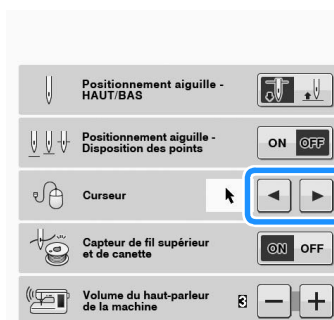 Positionnement aiguille -
HAUT/BAS
Positionnement aiguille -
Disposition des points
ON OFF
Curseur
Capteur de fil supérieur
et de canette
ON OFF
Volume du haut-parleur
de la machine
3 - +